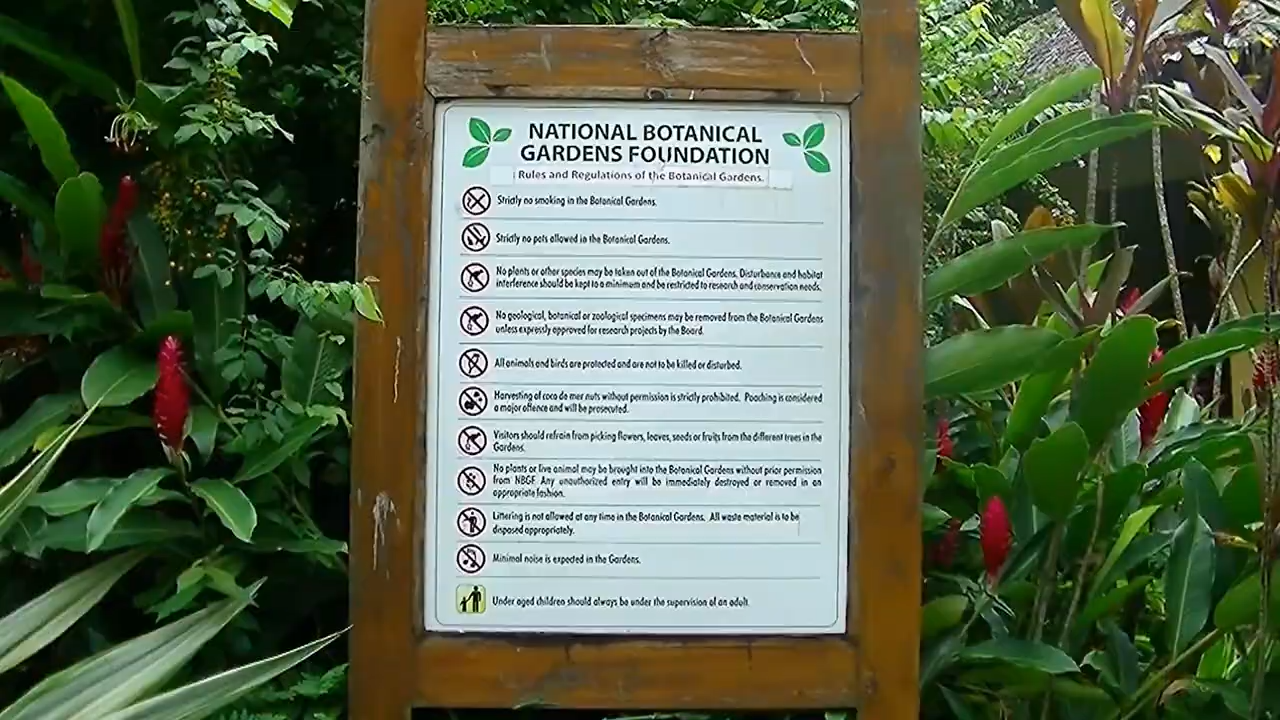 NATIONAL BOTANICAL
GARDENS FOUNDATION
Rules and Regulations of the Botanical Gardens.
Strictly no smoking in the Botanical Gardens.
Strictly no pets allowed in the Botanical Gardens.
No plants or other species may be taken out of the Botanical Gardens. Disturbance and habitat
interference should be kept to a minimum and be restricted to research and conservation needs.
No geological, botanical or zoological specimens may be removed from the Botanical Gardens
unless expressly approved for research projects by the Board.
All animals and birds are protected and are not to be killed or disturbed.
Harvesting of coco de mer nuts without permission is strictly prohibited. Poaching is considered
a major offence and will be prosecuted.
Visitors should refrain from picking flowers, leaves, seeds or fruits from the different trees in the
Gardens.
No plants or live animal may be brought into the Botanical Gardens without prior permission
from NBGF. Any unauthorized entry will be immediately destroyed or removed in an
appropriate fashion.
Littering is not allowed at any time in the Botanical Gardens. All waste material is to be
disposed appropriately.
Minimal noise is expected in the Gardens.
Under aged children should always be under the supervision of an adult.